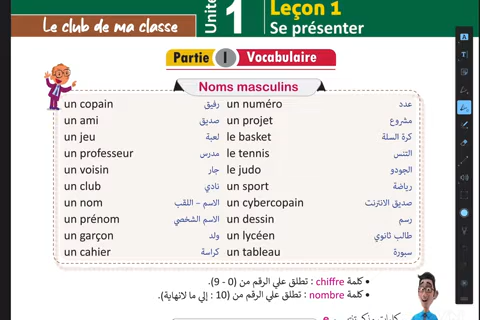 Le club de ma classe
Unité 1
Leçon 1
Se présenter
Partie I Vocabulaire
Noms masculins
un copain رفيق un numéro عدد
un ami صديق un projet مشروع
un jeu لعبة le basket كرة السلة
un professeur مدرس le tennis التنس
un voisin جار le judo الجودو
un club نادي un sport رياضة
un nom الاسم - اللقب un cybercopain صديق الانترنت
un prénom الاسم الشخصي un dessin رسم
un garçon ولد un lycéen طالب ثانوي
un cahier كراسة un tableau سبورة
• كلمة chiffre : تطلق علي الرقم من (0 - 9).
• كلمة nombre : تطلق علي الرقم من (10 : إلي ما لانهاية).